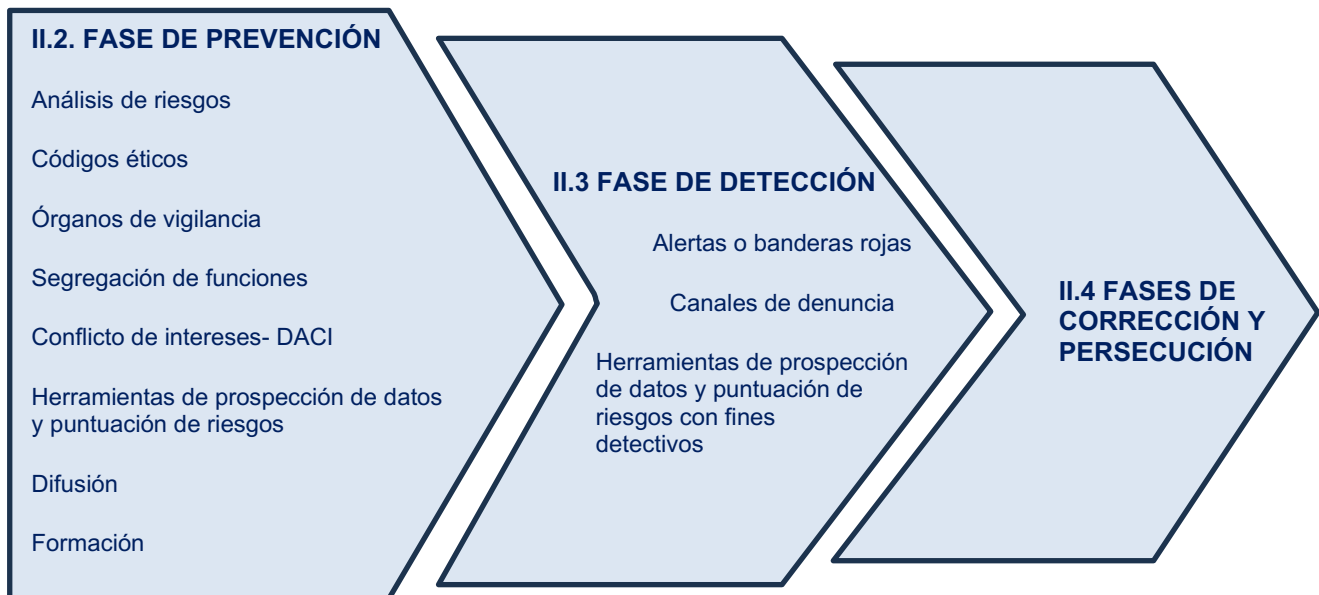 II.2. FASE DE PREVENCIÓN
Análisis de riesgos
Códigos éticos
Órganos de vigilancia
Segregación de funciones
Conflicto de intereses- DACI
Herramientas de prospección de datos
y puntuación de riesgos
Difusión
Formación
II.3 FASE DE DETECCIÓN
Alertas o banderas rojas
Canales de denuncia
Herramientas de prospección
de datos y puntuación de
riesgos con fines
detectivos
II.4 FASES DE
CORRECCIÓN Y
PERSECUCIÓN